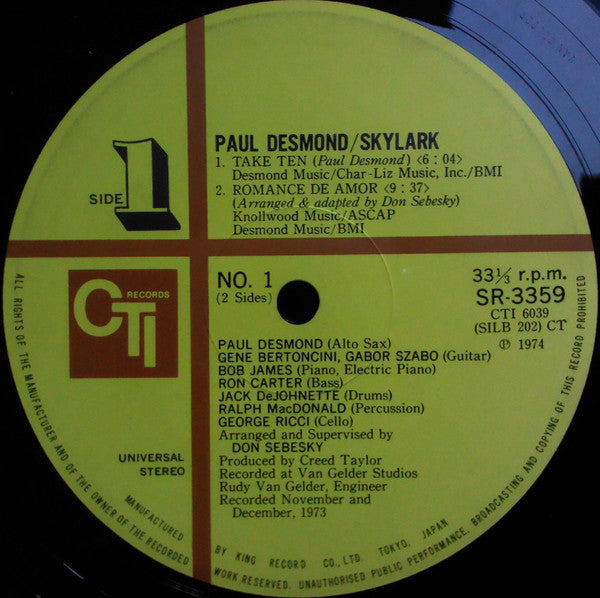 PAUL DESMOND/SKYLARK
1. TAKE TEN (Paul Desmond) <6:04>
Desmond Music/Char-Liz Music, Inc./BMI
2. ROMANCE DE AMOR <9:37>
(Arranged & adapted by Don Sebesky)
Knollwood Music/ASCAP
Desmond Music/BMI
SIDE 1
CTI RECORDS
NO. 1
(2 Sides)
33⅓ r.p.m.
SR-3359
CTI 6039
(SILB 202) CT
℗ 1974
PAUL DESMOND (Alto Sax)
GENE BERTONCINI, GABOR SZABO (Guitar)
BOB JAMES (Piano, Electric Piano)
RON CARTER (Bass)
JACK DeJOHNETTE (Drums)
RALPH MacDONALD (Percussion)
GEORGE RICCI (Cello)
Arranged and Supervised by
DON SEBESKY
Produced by Creed Taylor
Recorded at Van Gelder Studios
Rudy Van Gelder, Engineer
Recorded November and
December, 1973
UNIVERSAL
STEREO
MANUFACTURED BY KING RECORD CO., LTD. TOKYO, JAPAN
ALL RIGHTS OF THE MANUFACTURER AND OF THE OWNER OF THE RECORDED WORK RESERVED. UNAUTHORISED PUBLIC PERFORMANCE, BROADCASTING AND COPYING OF THIS RECORD PROHIBITED